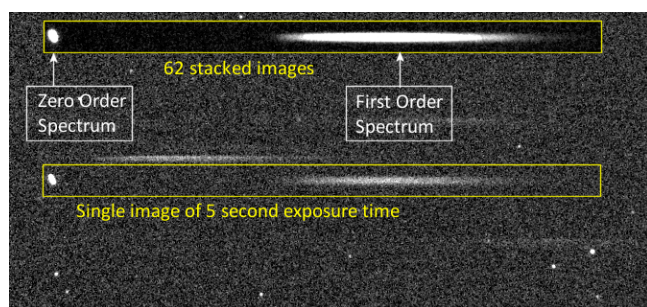 62 stacked images
Zero Order
Spectrum
First Order
Spectrum
Single image of 5 second exposure time